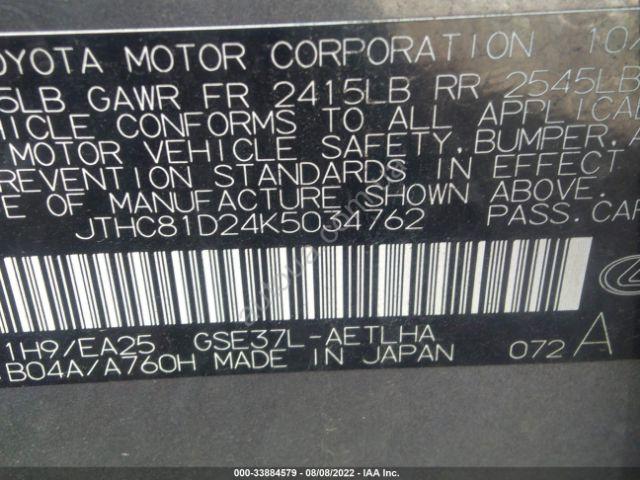 OYOTA MOTOR CORPORATION 10
5LB GAWR FR 2415LB RR 2545LB
HICLE CONFORMS TO ALL APPLICAB
MOTOR VEHICLE SAFETY, BUMPER, A
REVENTION STANDARDS IN EFFECT
E OF MANUFACTURE SHOWN ABOVE.
JTHC81D24K5034762 PASS. CAR
1H9/EA25 GSE37L-AETLHA
B04A/A760H MADE IN JAPAN 072 A
© 33884579 - 08/08/2022 - IAA Inc.